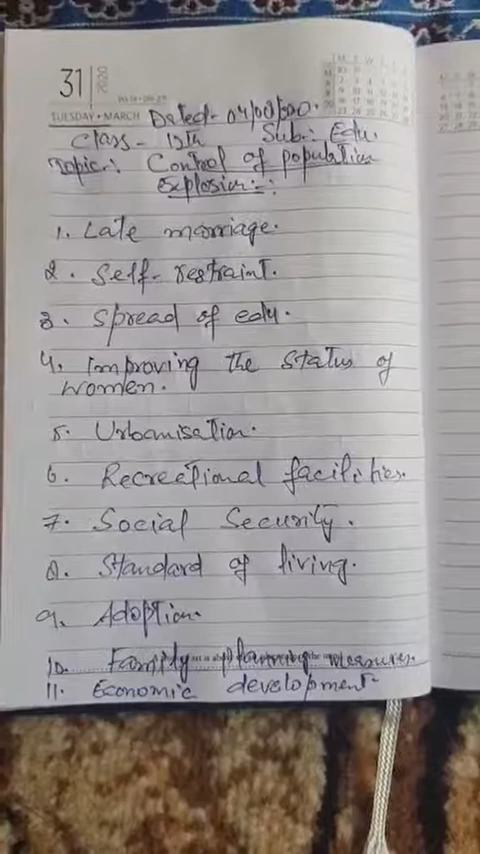 31 2020
TUESDAY • MARCH Dated- 04/08/020.
Class- 12th Sub:- Edu.
Topic:- Control of population
Explosion:-
1. Late marriage.
2. Self-restraint.
3. Spread of edu.
4. Improving the status of
women.
5. Urbanisation.
6. Recreational facilities.
7. Social Security.
8. Standard of living.
9. Adoption.
10. Family planning measures.
11. Economic development